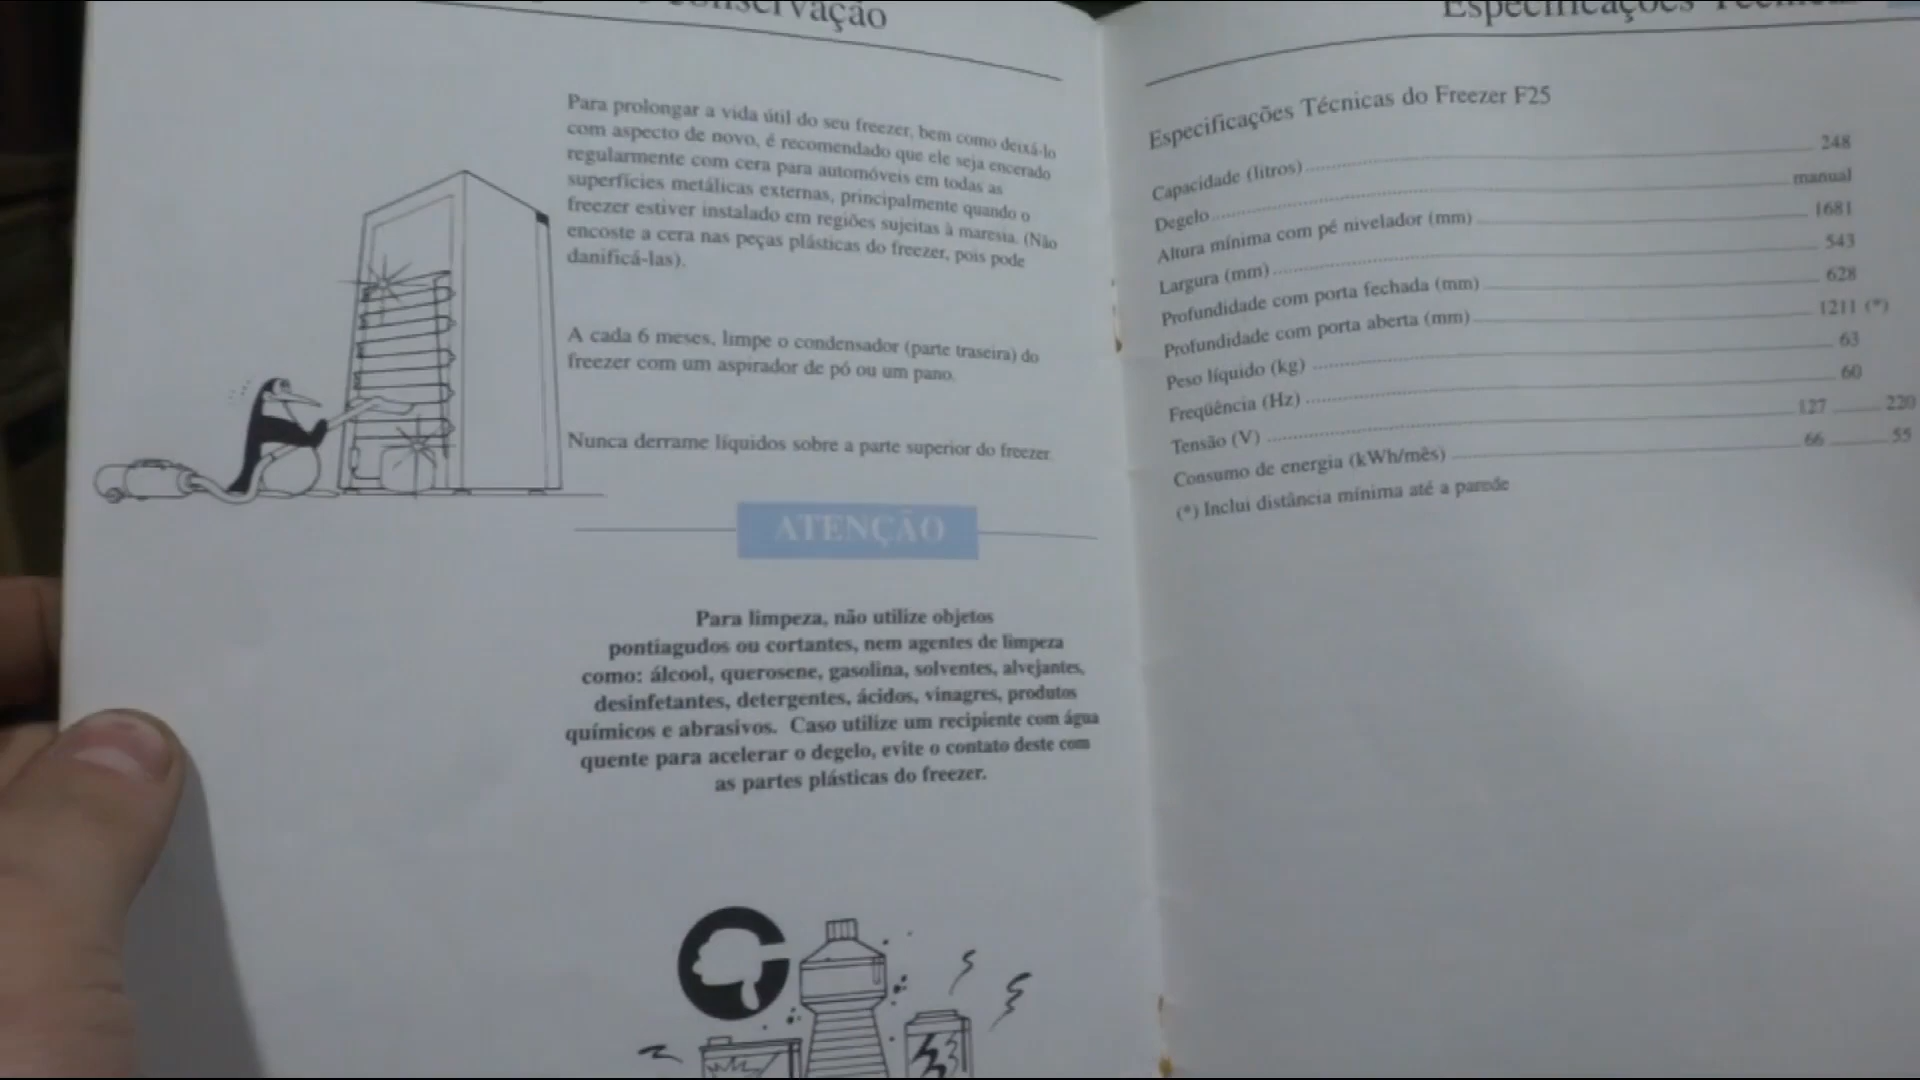 onservação
Para prolongar a vida útil do seu freezer, bem como deixá-lo
com aspecto de novo, é recomendado que ele seja encerado
regularmente com cera para automóveis em todas as
superfícies metálicas externas, principalmente quando o
freezer estiver instalado em regiões sujeitas à maresia. (Não
encoste a cera nas peças plásticas do freezer, pois pode
danificá-las).
A cada 6 meses, limpe o condensador (parte traseira) do
freezer com um aspirador de pó ou um pano.
Nunca derrame líquidos sobre a parte superior do freezer.
ATENÇÃO
Para limpeza, não utilize objetos
pontiagudos ou cortantes, nem agentes de limpeza
como: álcool, querosene, gasolina, solventes, alvejantes,
desinfetantes, detergentes, ácidos, vinagres, produtos
químicos e abrasivos. Caso utilize um recipiente com água
quente para acelerar o degelo, evite o contato deste com
as partes plásticas do freezer.
Especificações
Especificações Técnicas do Freezer F25
Capacidade (litros) 248
Degelo manual
Altura mínima com pé nivelador (mm) 1681
Largura (mm) 543
Profundidade com porta fechada (mm) 628
Profundidade com porta aberta (mm) 1211 (*)
Peso líquido (kg) 63
Freqüência (Hz) 60
Tensão (V) 127 220
Consumo de energia (kWh/mês) 66 55
(*) Inclui distância mínima até a parede